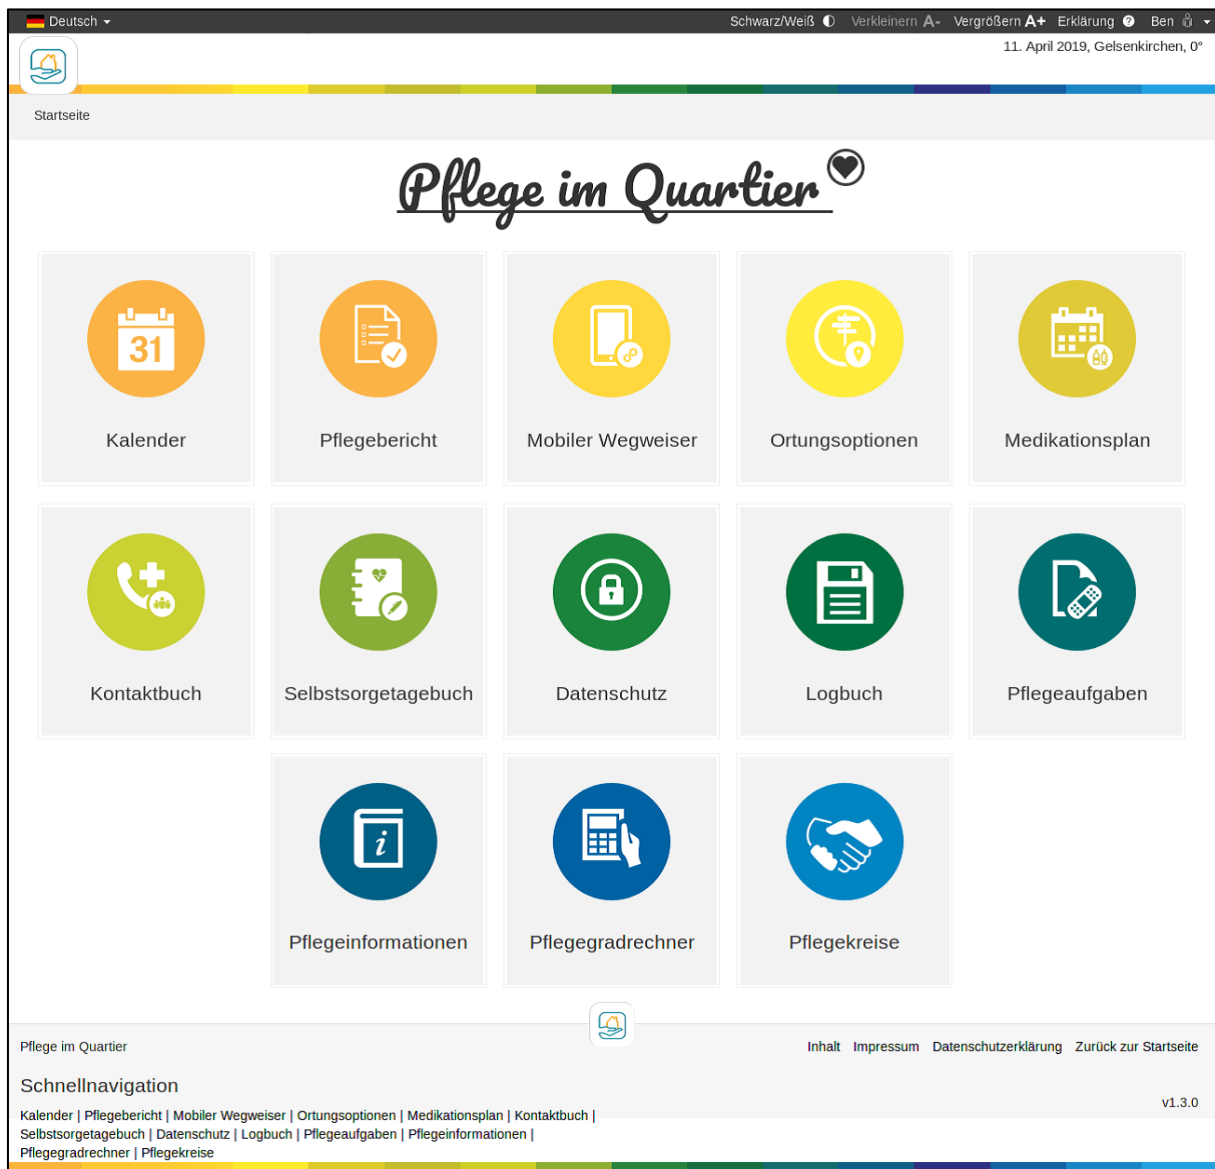 Deutsch
Schwarz/Weiß Verkleinern A- Vergrößern A+ Erklärung ? Ben
11. April 2019, Gelsenkirchen, 0°
Startseite
Pflege im Quartier
31
Kalender Pflegebericht Mobiler Wegweiser Ortungsoptionen Medikationsplan
Kontaktbuch Selbstsorgetagebuch Datenschutz Logbuch Pflegeaufgaben
i
Pflegeinformationen Pflegegradrechner Pflegekreise
Pflege im Quartier
Inhalt Impressum Datenschutzerklärung Zurück zur Startseite
Schnellnavigation
v1.3.0
Kalender | Pflegebericht | Mobiler Wegweiser | Ortungsoptionen | Medikationsplan | Kontaktbuch |
Selbstsorgetagebuch | Datenschutz | Logbuch | Pflegeaufgaben | Pflegeinformationen |
Pflegegradrechner | Pflegekreise